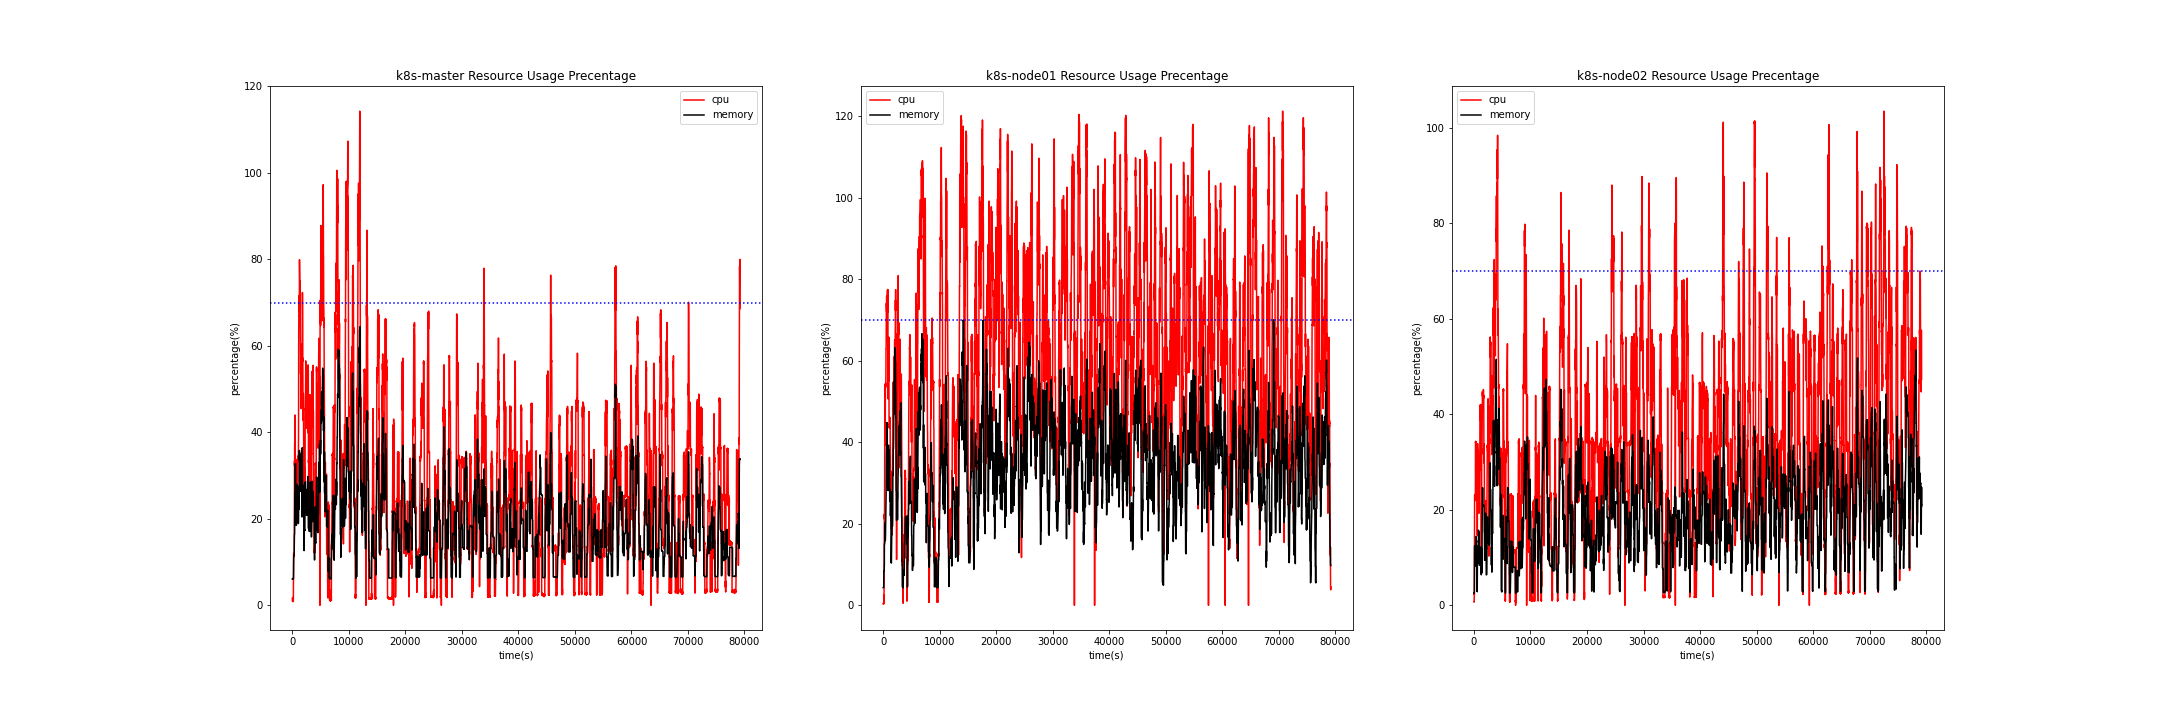 k8s-master Resource Usage Precentage
120
100
80
60
40
20
0
percentage(%)
cpu
memory
0 10000 20000 30000 40000 50000 60000 70000 80000
time(s)
k8s-node01 Resource Usage Precentage
120
100
80
60
40
20
0
percentage(%)
cpu
memory
0 10000 20000 30000 40000 50000 60000 70000 80000
time(s)
k8s-node02 Resource Usage Precentage
100
80
60
40
20
0
percentage(%)
cpu
memory
0 10000 20000 30000 40000 50000 60000 70000 80000
time(s)